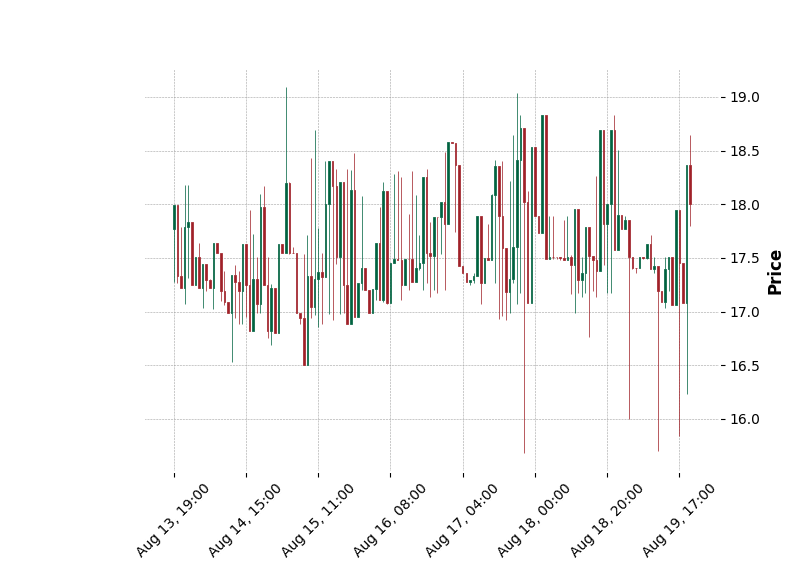 19.0
18.5
18.0
17.5
17.0
16.5
16.0
Price
Aug 13, 19:00
Aug 14, 15:00
Aug 15, 11:00
Aug 16, 08:00
Aug 17, 04:00
Aug 18, 00:00
Aug 18, 20:00
Aug 19, 17:00